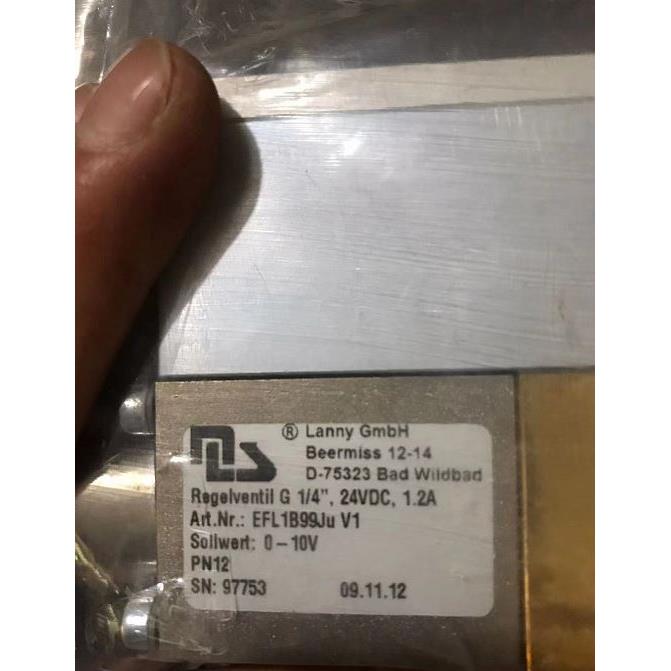 MLS ® Lanny GmbH
Beermiss 12-14
D-75323 Bad Wildbad
Regelventil G 1/4", 24VDC, 1.2A
Art.Nr.: EFL1B99Ju V1
Sollwert: 0–10V
PN12
SN: 97753 09.11.12